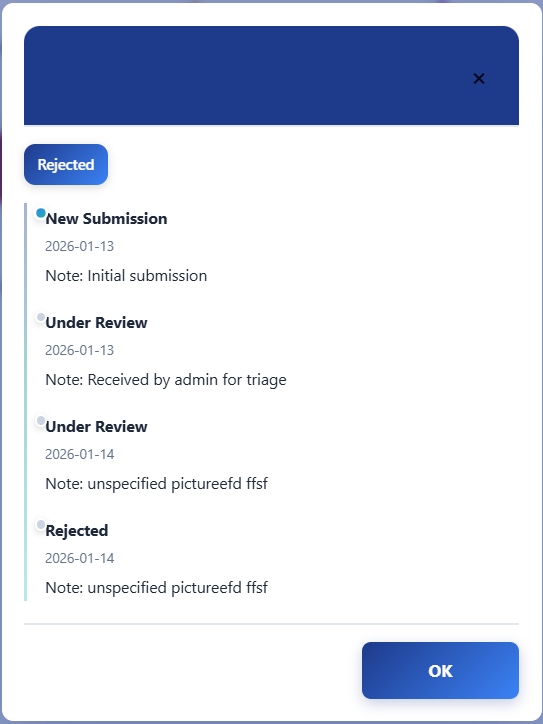 ×
Rejected
New Submission
2026-01-13
Note: Initial submission
Under Review
2026-01-13
Note: Received by admin for triage
Under Review
2026-01-14
Note: unspecified pictureefd ffsf
Rejected
2026-01-14
Note: unspecified pictureefd ffsf
OK